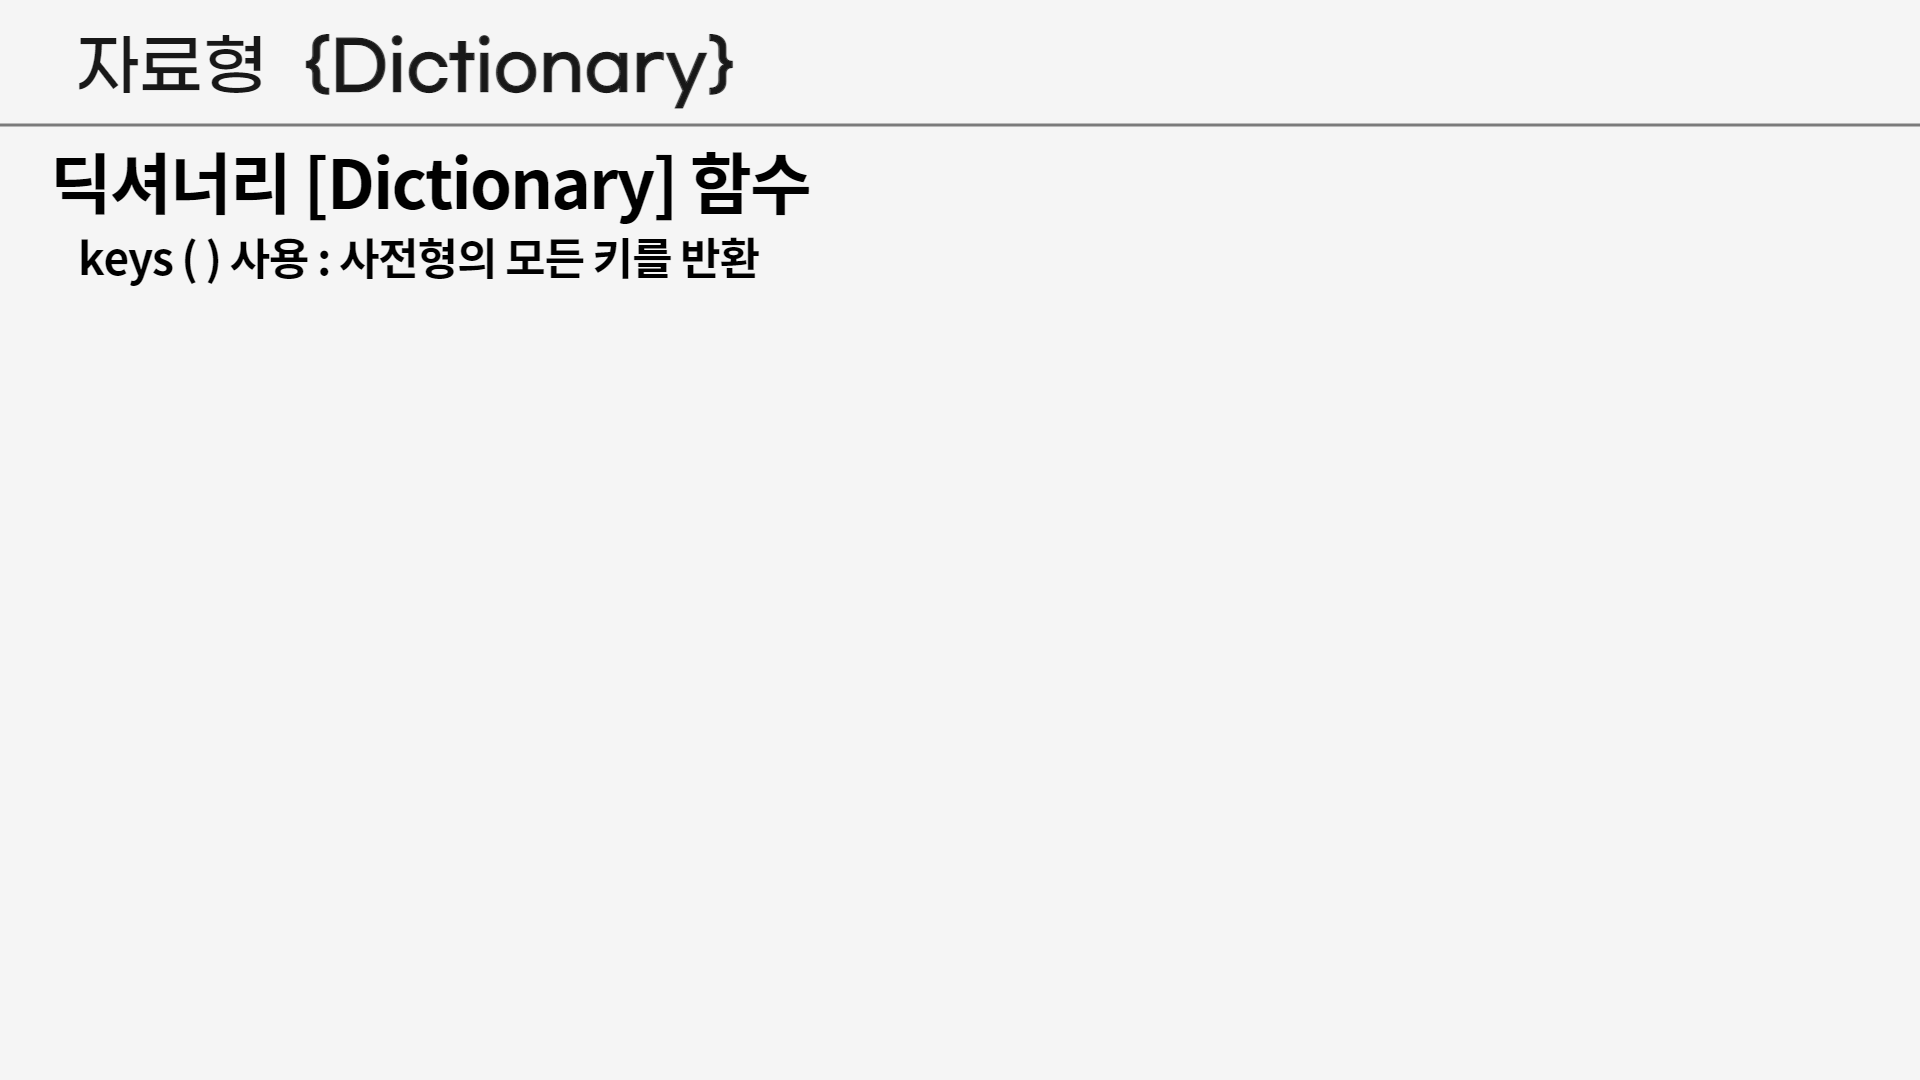 자료형 {Dictionary}
딕셔너리 [Dictionary] 함수
keys ( ) 사용 : 사전형의 모든 키를 반환